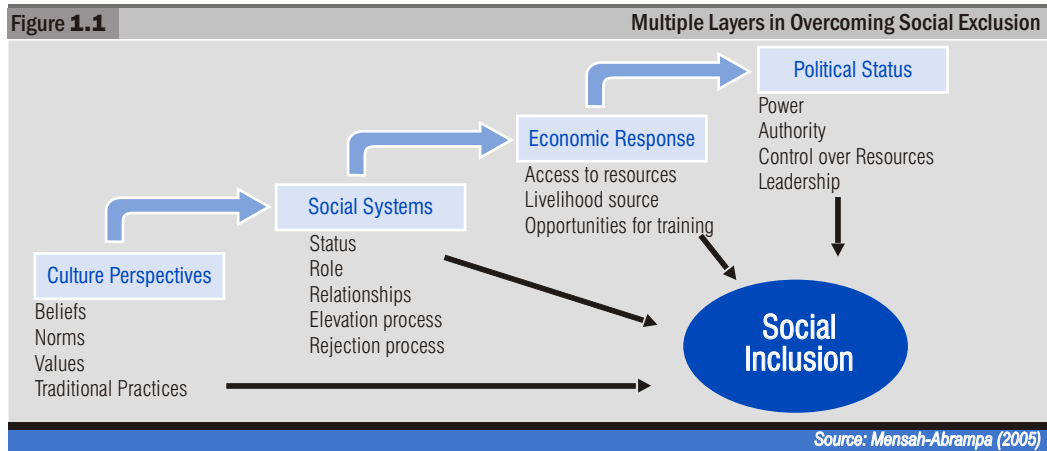 Figure 1.1
Multiple Layers in Overcoming Social Exclusion
Political Status
Power
Authority
Control over Resources
Leadership
Economic Response
Access to resources
Livelihood source
Opportunities for training
Social Systems
Status
Role
Relationships
Elevation process
Rejection process
Culture Perspectives
Beliefs
Norms
Values
Traditional Practices
Social
Inclusion
Source: Mensah-Abrampa (2005)